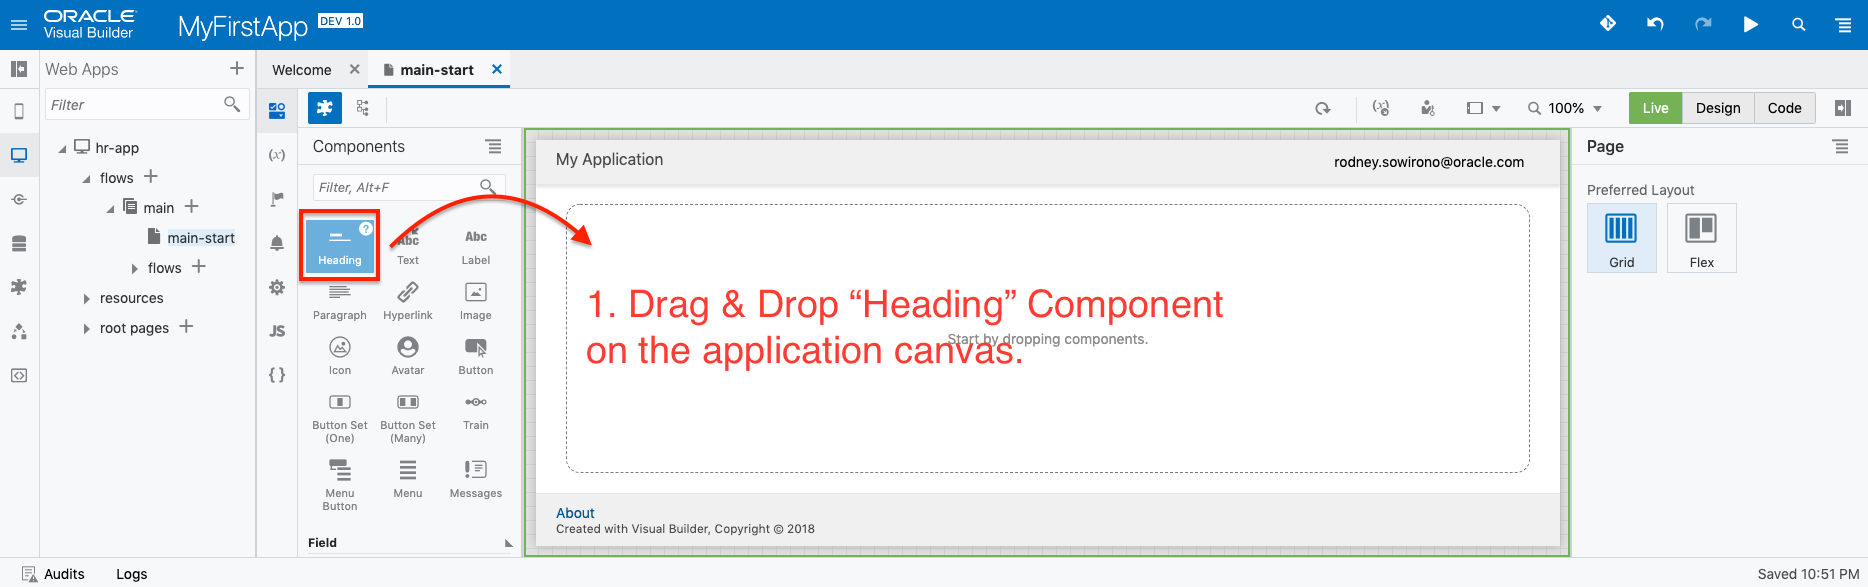 ORACLE
Visual Builder
MyFirstApp
DEV 1.0
Web Apps
Welcome
main-start
Filter
100%
Live
Design
Code
hr-app
flows
main
main-start
flows
resources
root pages
(x)
JS
{ }
Components
Filter, Alt+F
Heading
?
Abc
Text
Abc
Label
Paragraph
Hyperlink
Image
Icon
Avatar
Button
Button Set
(One)
Button Set
(Many)
Train
Menu
Button
Menu
Messages
Field
My Application
rodney.sowirono@oracle.com
1. Drag & Drop “Heading” Component
on the application canvas.
Start by dropping components.
About
Created with Visual Builder, Copyright © 2018
Page
Preferred Layout
Grid
Flex
Audits
Logs
Saved 10:51 PM